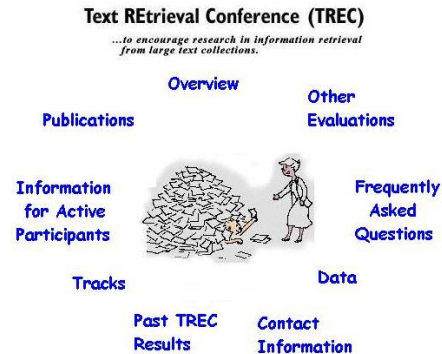 Text REtrieval Conference (TREC)
...to encourage research in information retrieval
from large text collections.
Overview
Other
Evaluations
Publications
Information
for Active
Participants
Frequently
Asked
Questions
Tracks
Data
Past TREC
Results
Contact
Information